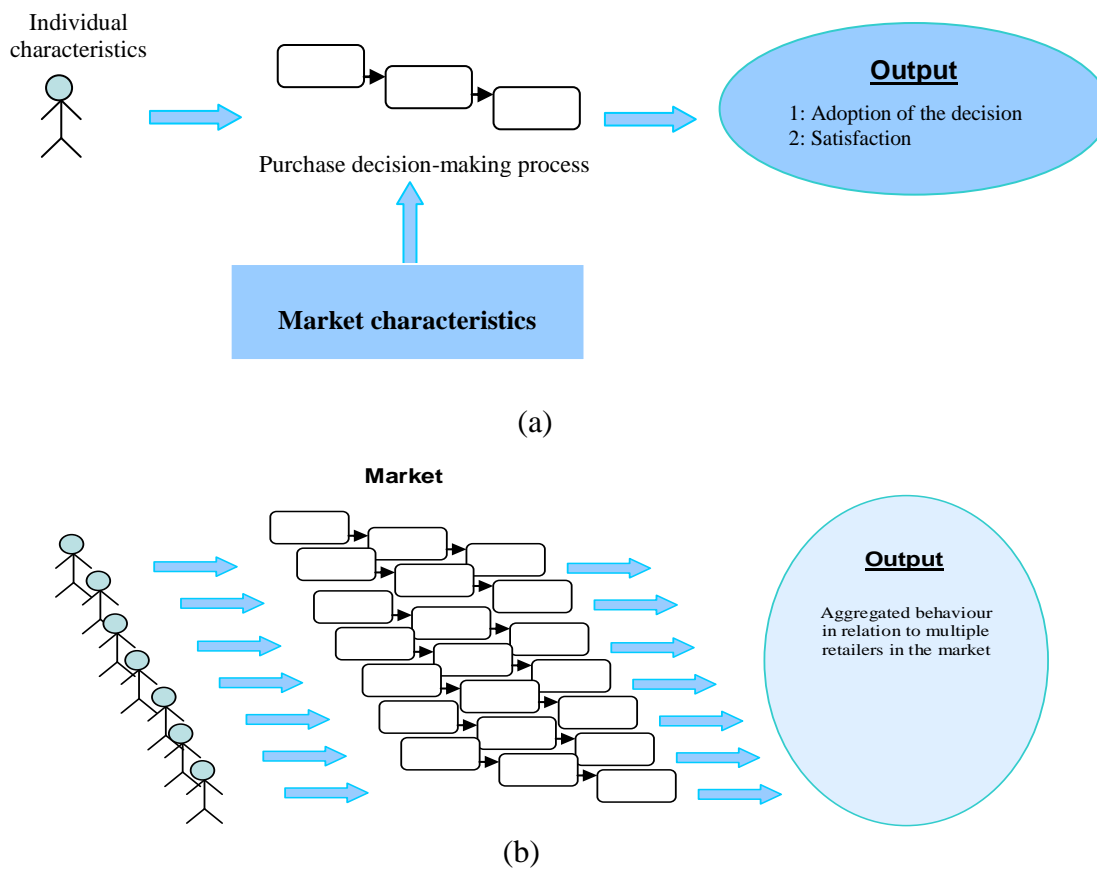 Individual
characteristics
Output
1: Adoption of the decision
2: Satisfaction
Purchase decision-making process
Market characteristics
(a)
Market
Output
Aggregated behaviour
in relation to multiple
retailers in the market
(b)